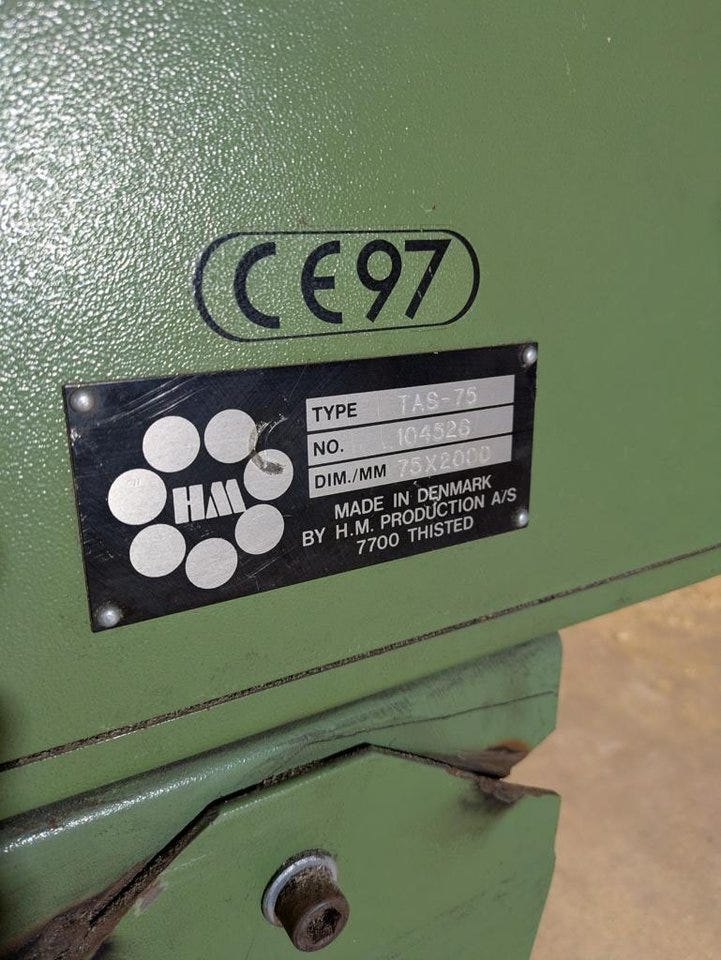 CE97
HM
TYPE TAS-75
NO. 104526
DIM./MM 75X2000
MADE IN DENMARK
BY H.M. PRODUCTION A/S
7700 THISTED